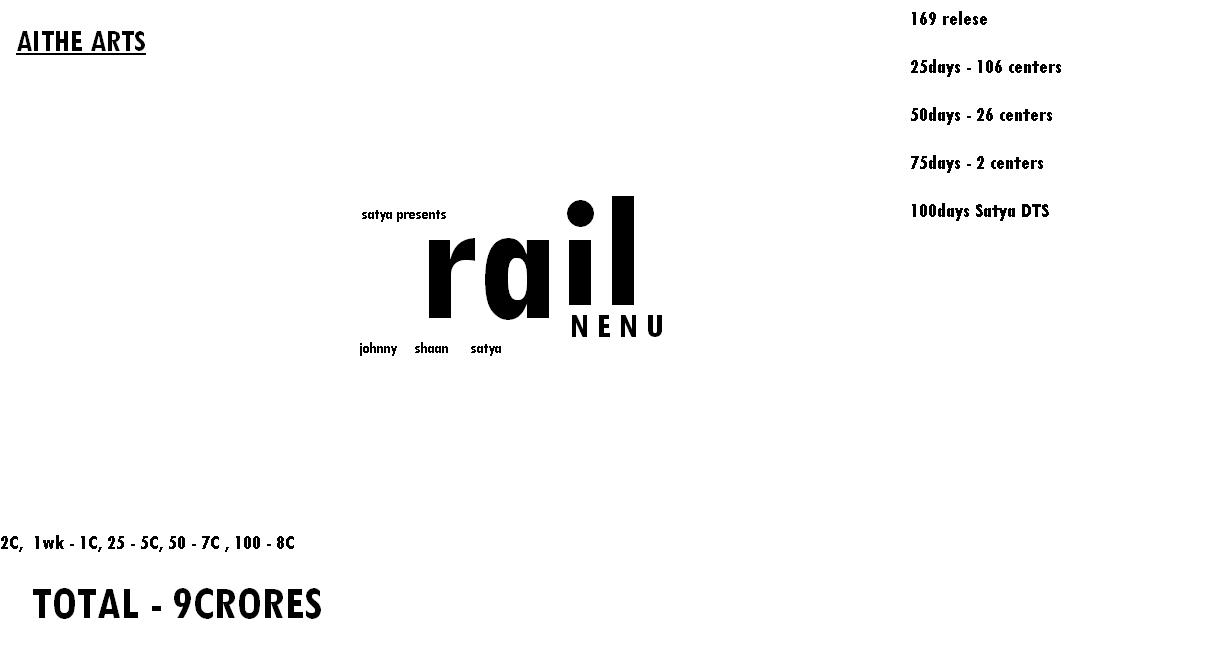 AITHE ARTS
169 relese
25days - 106 centers
50days - 26 centers
75days - 2 centers
100days Satya DTS
satya presents
rail
NENU
johnny shaan satya
2C, 1wk - 1C, 25 - 5C, 50 - 7C , 100 - 8C
TOTAL - 9CRORES